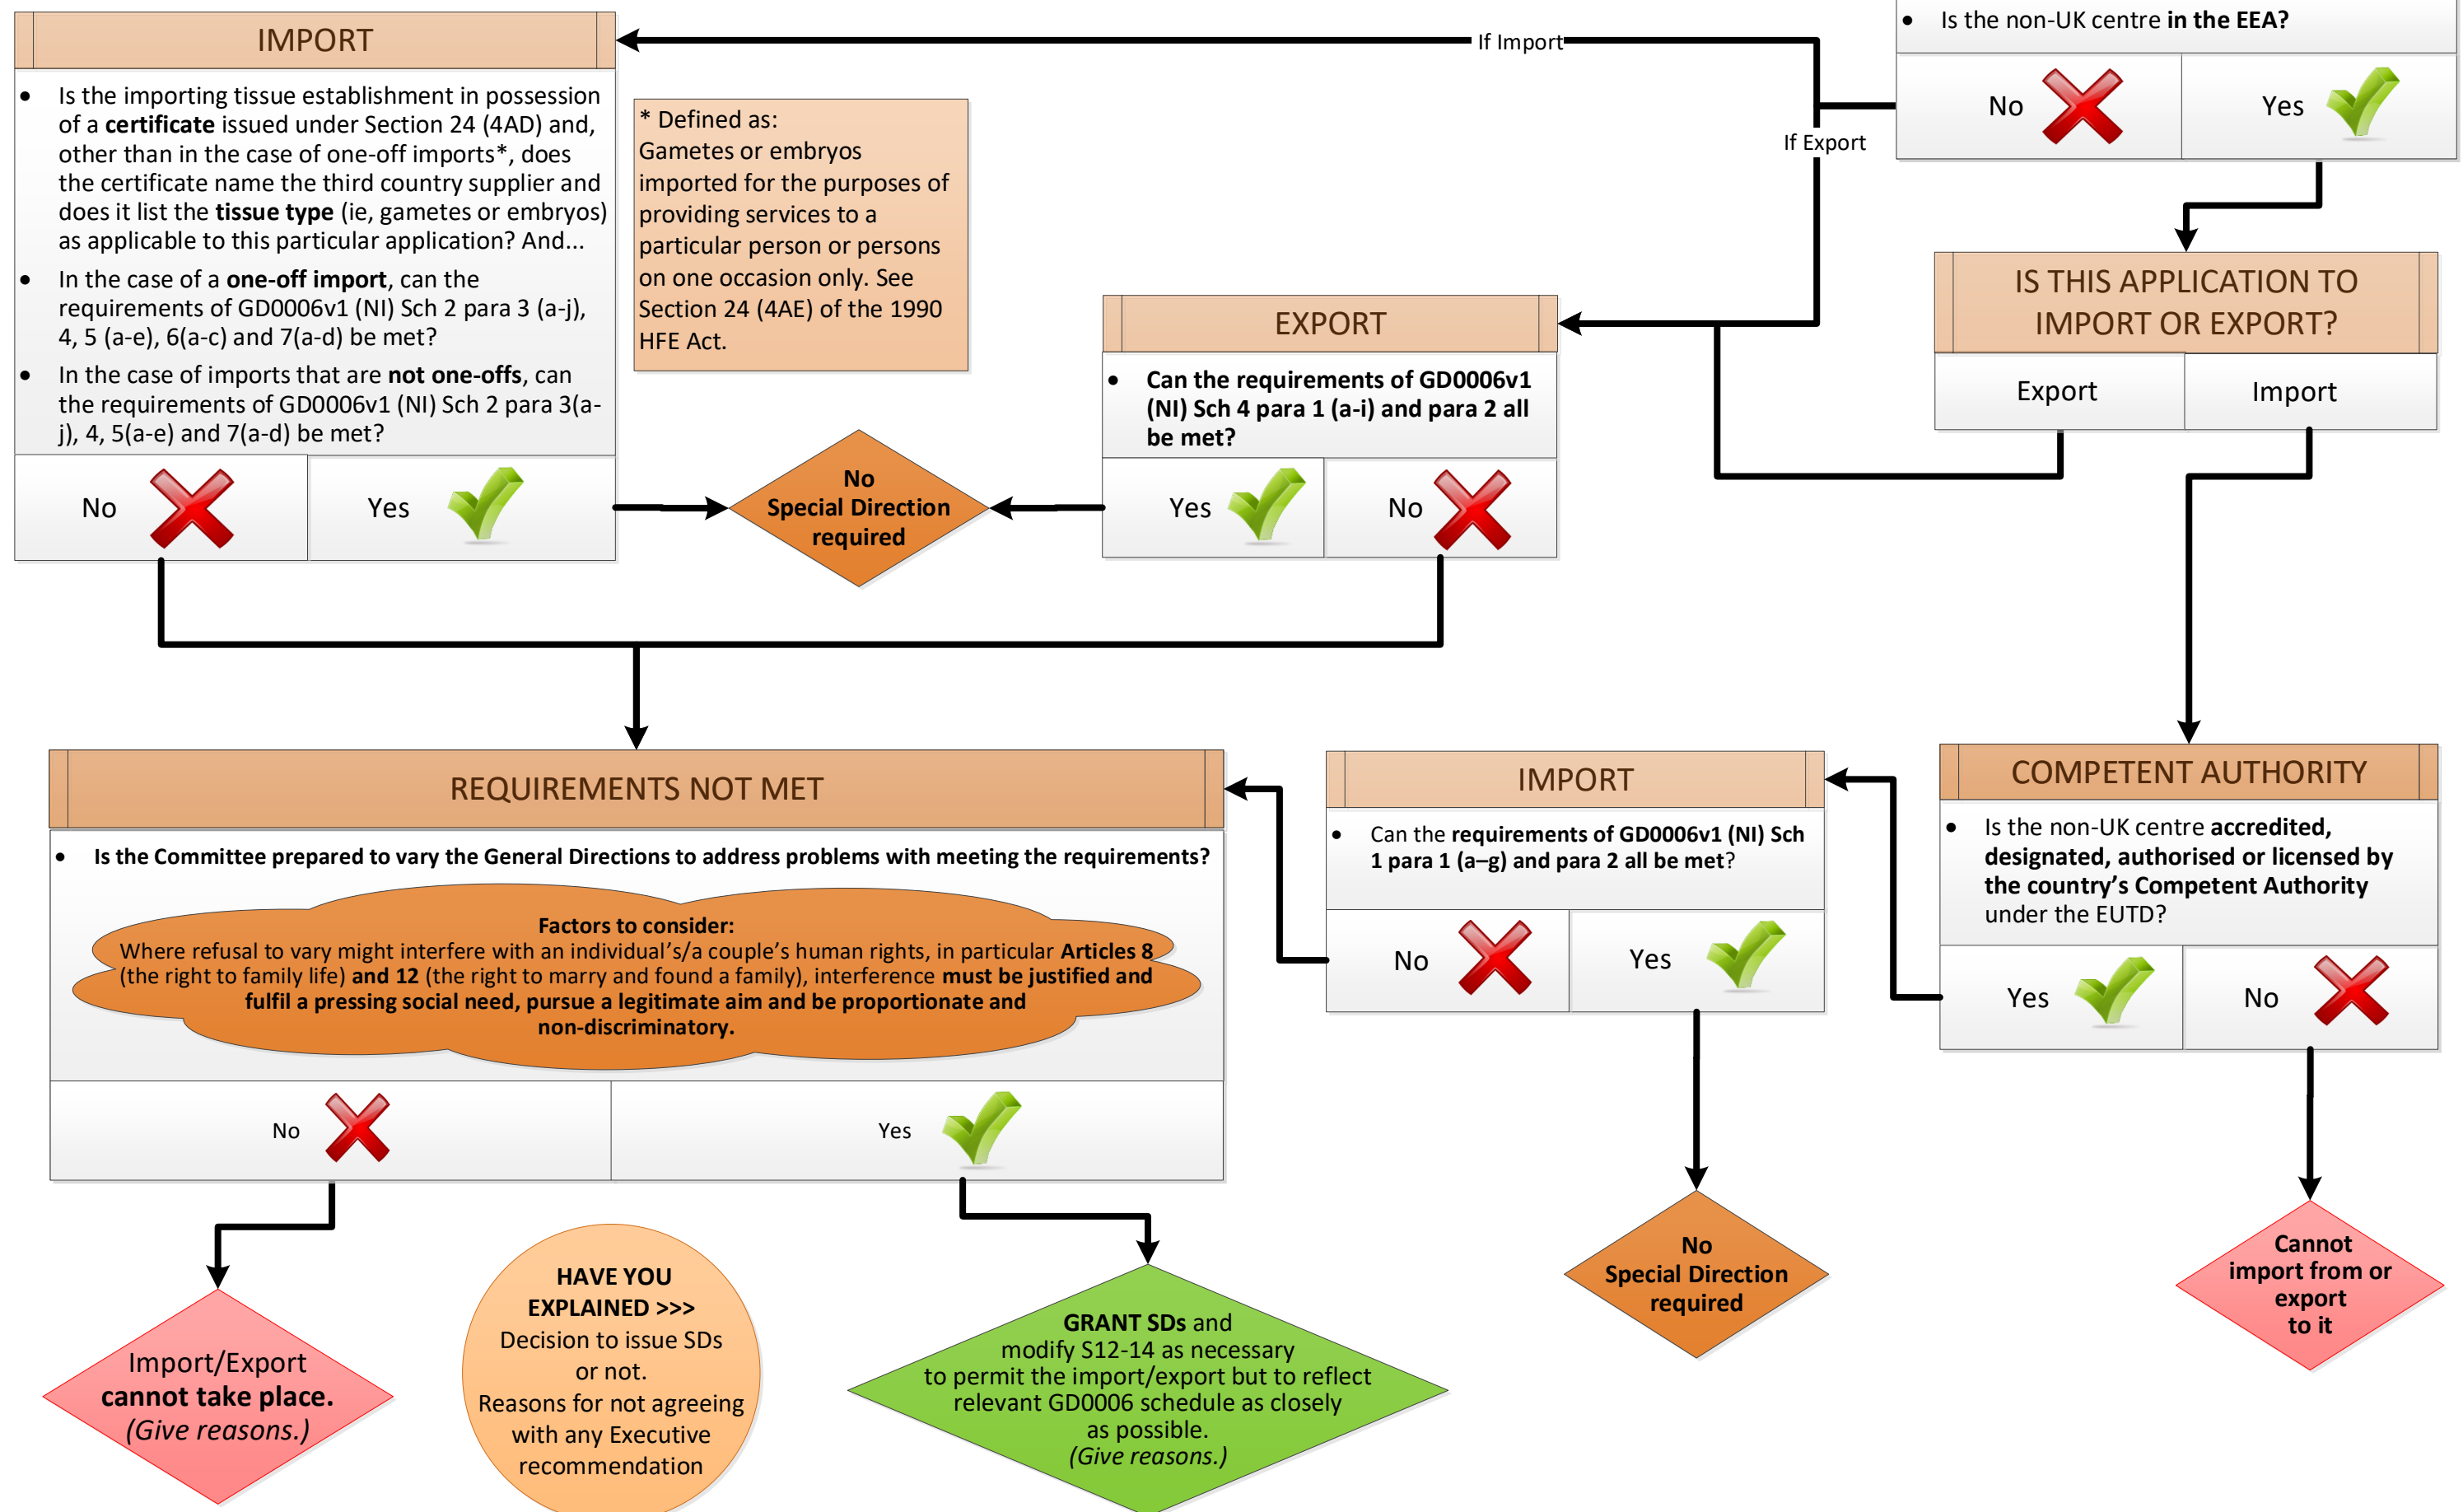 • Is the non-UK centre in the EEA?
No
Yes
If Import
If Export
IMPORT
• Is the importing tissue establishment in possession
of a certificate issued under Section 24 (4AD) and,
other than in the case of one-off imports*, does
the certificate name the third country supplier and
does it list the tissue type (ie, gametes or embryos)
as applicable to this particular application? And...
• In the case of a one-off import, can the
requirements of GD0006v1 (NI) Sch 2 para 3 (a-j),
4, 5 (a-e), 6(a-c) and 7(a-d) be met?
• In the case of imports that are not one-offs, can
the requirements of GD0006v1 (NI) Sch 2 para 3(a-
j), 4, 5(a-e) and 7(a-d) be met?
No
Yes
* Defined as:
Gametes or embryos
imported for the purposes of
providing services to a
particular person or persons
on one occasion only. See
Section 24 (4AE) of the 1990
HFE Act.
No
Special Direction
required
EXPORT
• Can the requirements of GD0006v1
(NI) Sch 4 para 1 (a-i) and para 2 all
be met?
Yes
No
IS THIS APPLICATION TO
IMPORT OR EXPORT?
Export
Import
REQUIREMENTS NOT MET
• Is the Committee prepared to vary the General Directions to address problems with meeting the requirements?
Factors to consider:
Where refusal to vary might interfere with an individual’s/a couple’s human rights, in particular Articles 8
(the right to family life) and 12 (the right to marry and found a family), interference must be justified and
fulfil a pressing social need, pursue a legitimate aim and be proportionate and
non-discriminatory.
No
Yes
IMPORT
• Can the requirements of GD0006v1 (NI) Sch
1 para 1 (a–g) and para 2 all be met?
No
Yes
COMPETENT AUTHORITY
• Is the non-UK centre accredited,
designated, authorised or licensed by
the country’s Competent Authority
under the EUTD?
Yes
No
Import/Export
cannot take place.
(Give reasons.)
HAVE YOU
EXPLAINED >>>
Decision to issue SDs
or not.
Reasons for not agreeing
with any Executive
recommendation
GRANT SDs and
modify S12-14 as necessary
to permit the import/export but to reflect
relevant GD0006 schedule as closely
as possible.
(Give reasons.)
No
Special Direction
required
Cannot
import from or
export
to it